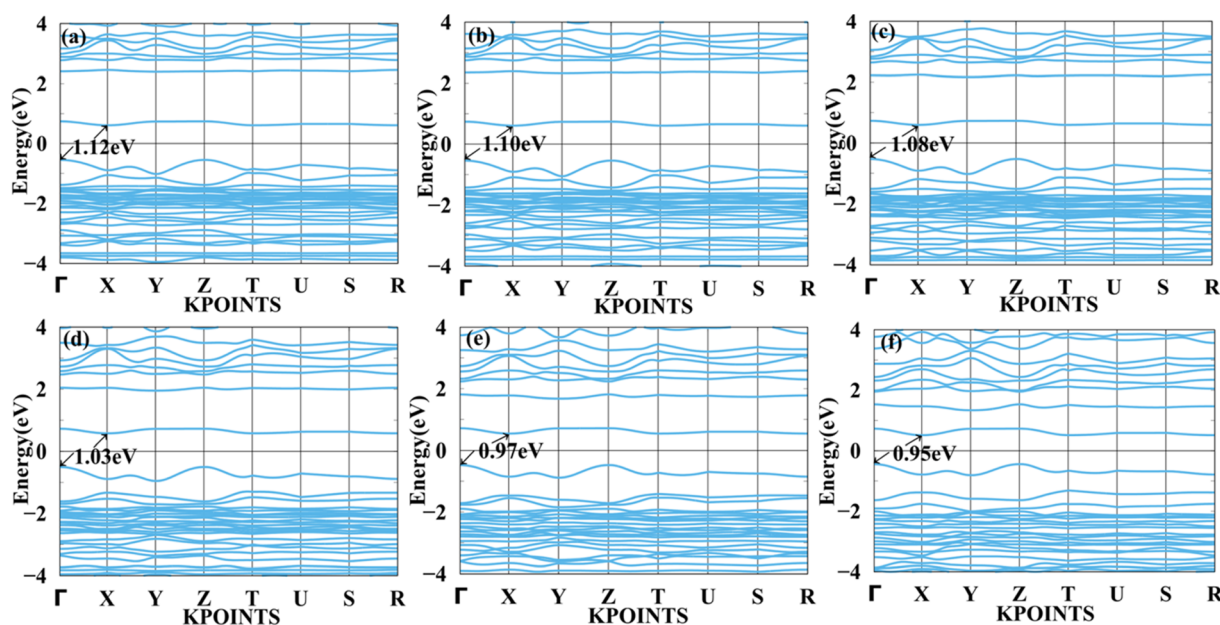 (a)
4
2
0
−2
−4
Energy(eV)
1.12eV
Γ X Y Z T U S R
KPOINTS
(b)
4
2
0
−2
−4
Energy(eV)
1.10eV
Γ X Y Z T U S R
KPOINTS
(c)
4
2
0
−2
−4
Energy(eV)
1.08eV
Γ X Y Z T U S R
KPOINTS
(d)
4
2
0
−2
−4
Energy(eV)
1.03eV
Γ X Y Z T U S R
KPOINTS
(e)
4
2
0
−2
−4
Energy(eV)
0.97eV
Γ X Y Z T U S R
KPOINTS
(f)
4
2
0
−2
−4
Energy(eV)
0.95eV
Γ X Y Z T U S R
KPOINTS